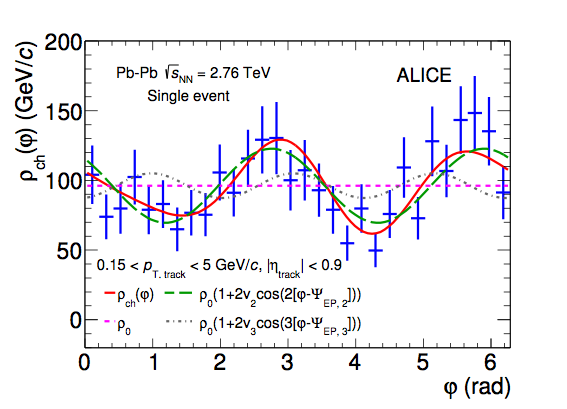 200
150
100
50
0
ρch(φ) (GeV/c)
Pb-Pb √sNN = 2.76 TeV
Single event
ALICE
0.15 < pT, track < 5 GeV/c, |ηtrack| < 0.9
ρch(φ)
ρ0(1+2v2cos(2[φ-ΨEP, 2]))
ρ0
ρ0(1+2v3cos(3[φ-ΨEP, 3]))
0 1 2 3 4 5 6
φ (rad)